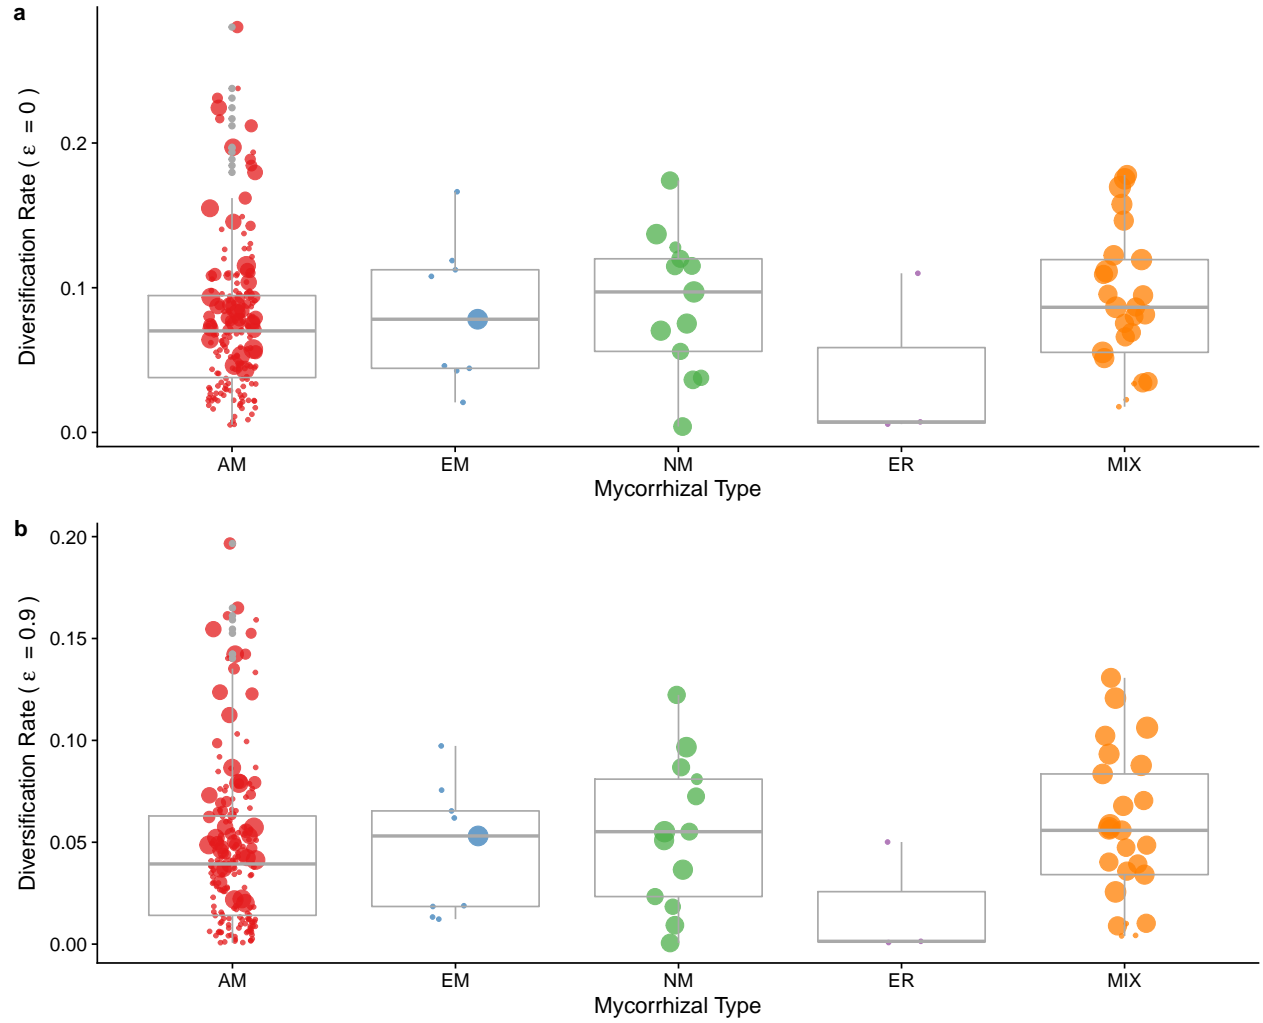 a
Diversification Rate ( ε = 0 )
0.2
0.1
0.0
AM EM NM ER MIX
Mycorrhizal Type
b
Diversification Rate ( ε = 0.9 )
0.20
0.15
0.10
0.05
0.00
AM EM NM ER MIX
Mycorrhizal Type